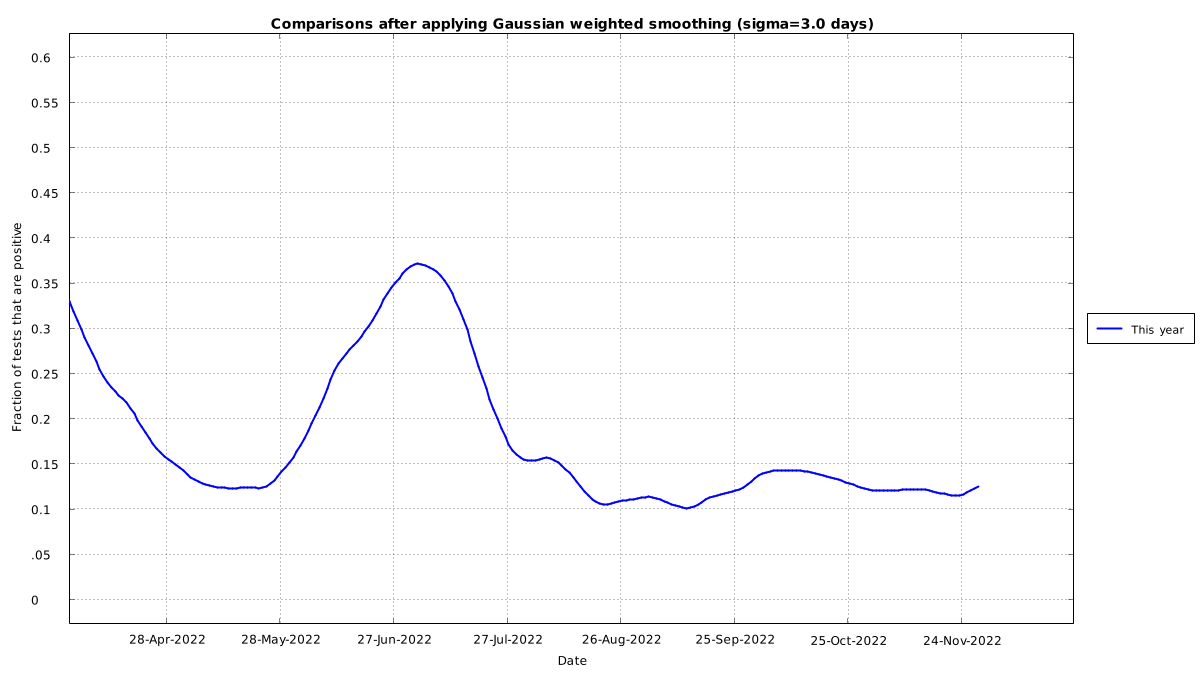 Comparisons after applying Gaussian weighted smoothing (sigma=3.0 days)
Fraction of tests that are positive
0.6
0.55
0.5
0.45
0.4
0.35
0.3
0.25
0.2
0.15
0.1
.05
0
This year
28-Apr-2022 28-May-2022 27-Jun-2022 27-Jul-2022 26-Aug-2022 25-Sep-2022 25-Oct-2022 24-Nov-2022
Date